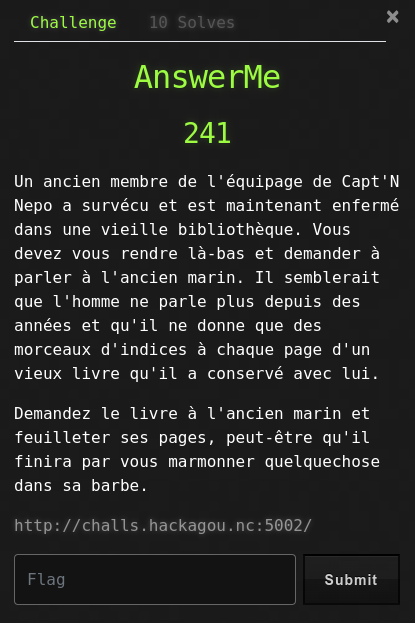 Challenge 10 Solves ×
AnswerMe
241
Un ancien membre de l'équipage de Capt'N
Nepo a survécu et est maintenant enfermé
dans une vieille bibliothèque. Vous
devez vous rendre là-bas et demander à
parler à l'ancien marin. Il semblerait
que l'homme ne parle plus depuis des
années et qu'il ne donne que des
morceaux d'indices à chaque page d'un
vieux livre qu'il a conservé avec lui.
Demandez le livre à l'ancien marin et
feuilleter ses pages, peut-être qu'il
finira par vous marmonner quelquechose
dans sa barbe.
http://challs.hackagou.nc:5002/
Flag Submit